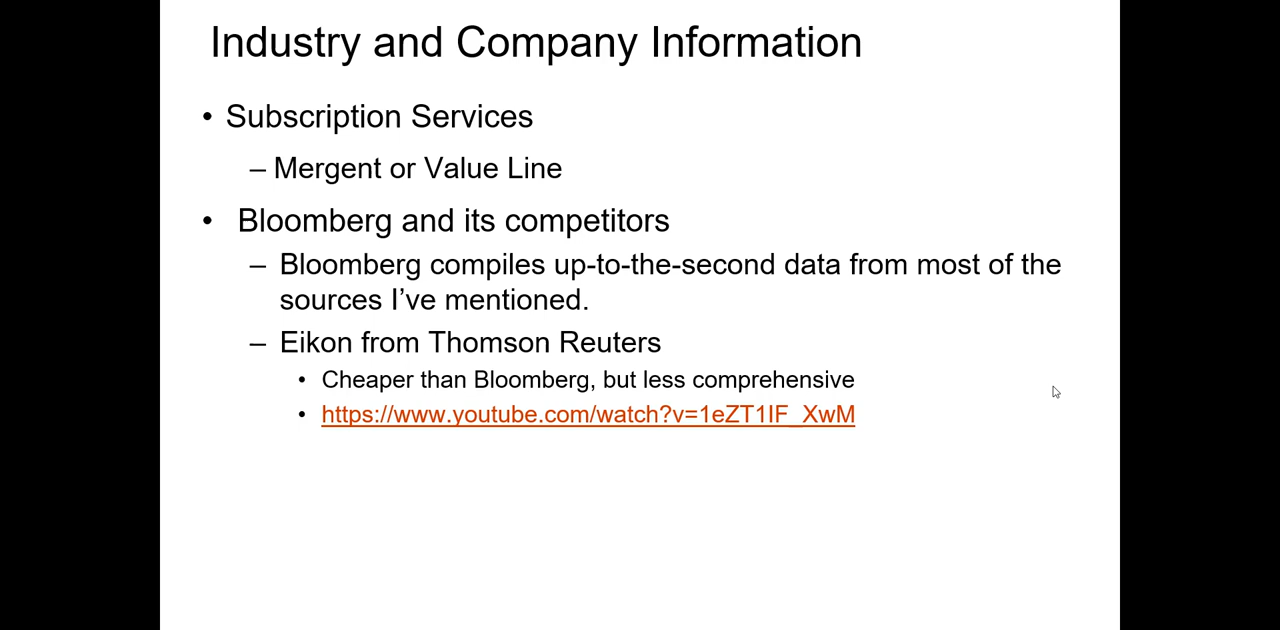 Industry and Company Information
• Subscription Services
– Mergent or Value Line
• Bloomberg and its competitors
– Bloomberg compiles up-to-the-second data from most of the
sources I’ve mentioned.
– Eikon from Thomson Reuters
• Cheaper than Bloomberg, but less comprehensive
• https://www.youtube.com/watch?v=1eZT1IF_XwM